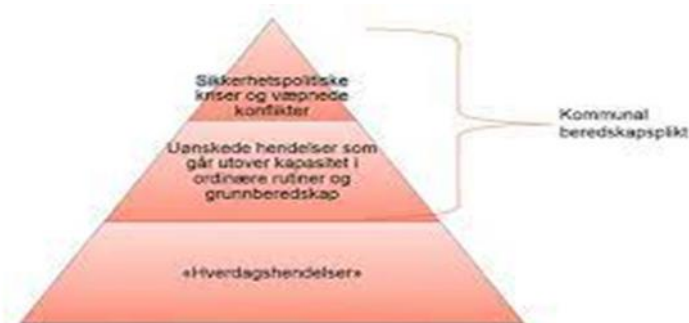 Sikkerhetspolitiske
kriser og væpnede
konflikter
Uønskede hendelser som
går utover kapasitet i
ordinære rutiner og
grunnberedskap
«Hverdagshendelser»
Kommunal
beredskapsplikt